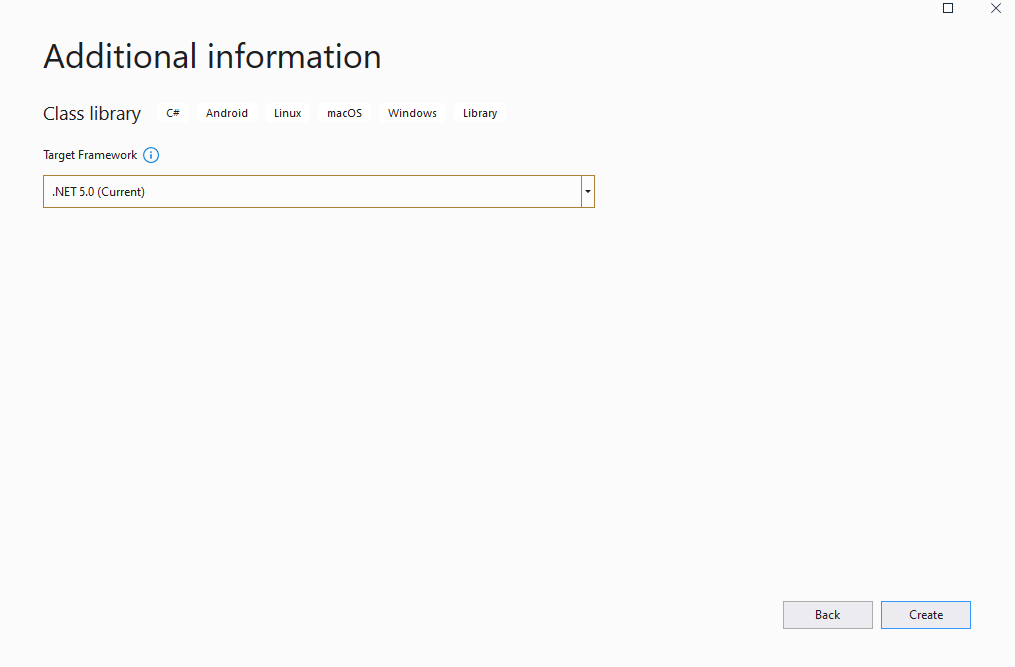 Additional information
Class library C# Android Linux macOS Windows Library
Target Framework
.NET 5.0 (Current)
Back Create